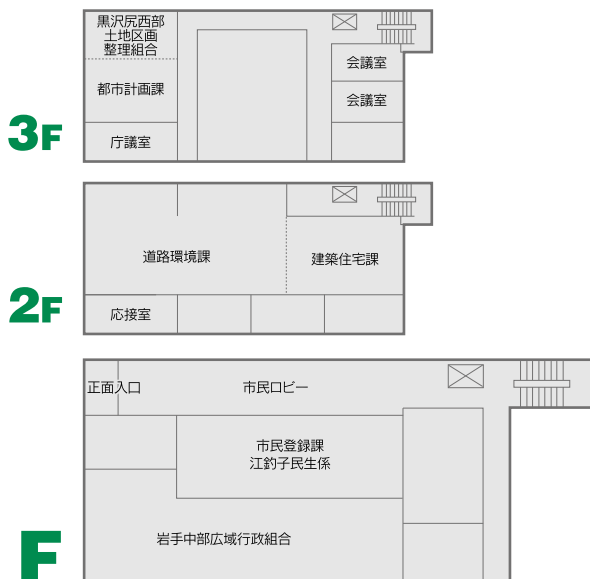 黒沢尻西部
土地区画
整理組合
都市計画課
庁議室
会議室
会議室
3F
道路環境課
建築住宅課
応接室
2F
正面入口
市民ロビー
市民登録課
江釣子民生係
岩手中部広域行政組合
F